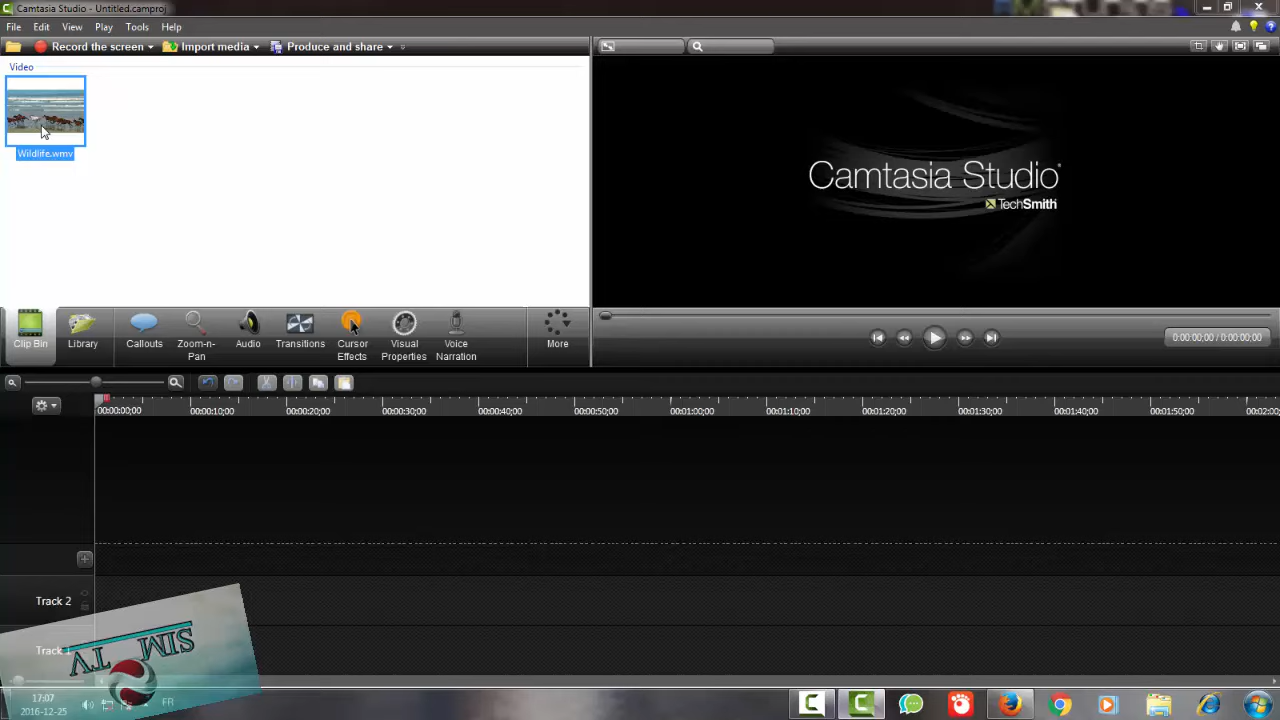 Camtasia Studio - Untitled.camproj
File Edit View Play Tools Help
Record the screen Import media Produce and share
Video
Wildlife.wmv
Camtasia Studio
TechSmith
Clip Bin Library Callouts Zoom-n-Pan Audio Transitions Cursor Effects Visual Properties Voice Narration More
0:00:00;00 / 0:00:00;00
00:00:00;00 00:00:10;00 00:00:20;00 00:00:30;00 00:00:40;00 00:00:50;00 00:01:00;00 00:01:10;00 00:01:20;00 00:01:30;00 00:01:40;00 00:01:50;00 00:02:00
Track 2
Track 1
SIM TV
17:07
2016-12-25
FR